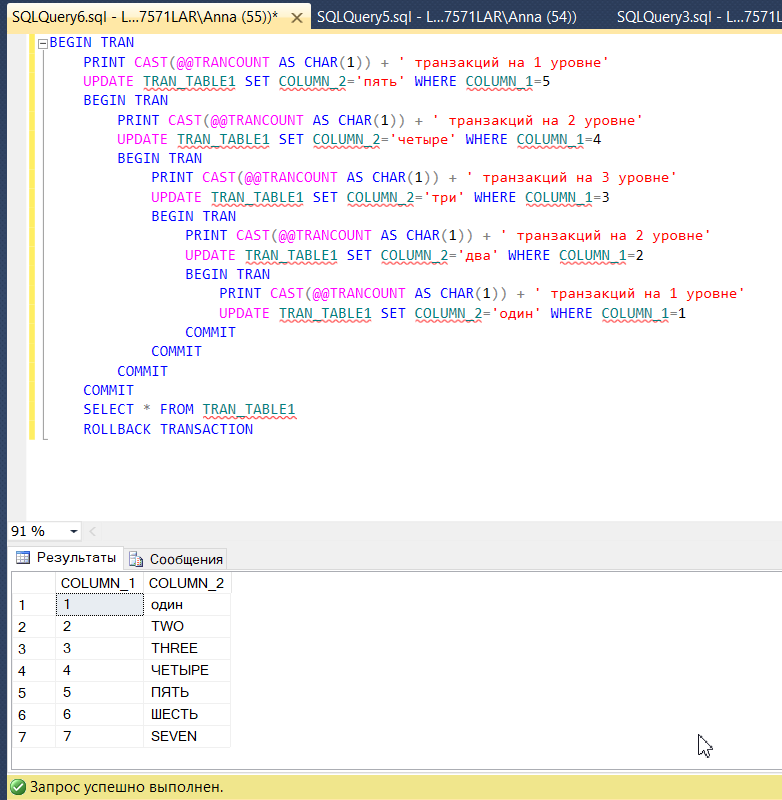 SQLQuery6.sql - L...7571LAR\Anna (55))* SQLQuery5.sql - L...7571LAR\Anna (54)) SQLQuery3.sql - L...7571L
BEGIN TRAN
PRINT CAST(@@TRANCOUNT AS CHAR(1)) + ' транзакций на 1 уровне'
UPDATE TRAN_TABLE1 SET COLUMN_2='пять' WHERE COLUMN_1=5
BEGIN TRAN
PRINT CAST(@@TRANCOUNT AS CHAR(1)) + ' транзакций на 2 уровне'
UPDATE TRAN_TABLE1 SET COLUMN_2='четыре' WHERE COLUMN_1=4
BEGIN TRAN
PRINT CAST(@@TRANCOUNT AS CHAR(1)) + ' транзакций на 3 уровне'
UPDATE TRAN_TABLE1 SET COLUMN_2='три' WHERE COLUMN_1=3
BEGIN TRAN
PRINT CAST(@@TRANCOUNT AS CHAR(1)) + ' транзакций на 2 уровне'
UPDATE TRAN_TABLE1 SET COLUMN_2='два' WHERE COLUMN_1=2
BEGIN TRAN
PRINT CAST(@@TRANCOUNT AS CHAR(1)) + ' транзакций на 1 уровне'
UPDATE TRAN_TABLE1 SET COLUMN_2='один' WHERE COLUMN_1=1
COMMIT
COMMIT
COMMIT
COMMIT
SELECT * FROM TRAN_TABLE1
ROLLBACK TRANSACTION
91 %
Результаты Сообщения
COLUMN_1 COLUMN_2
1 1 один
2 2 TWO
3 3 THREE
4 4 ЧЕТЫРЕ
5 5 ПЯТЬ
6 6 ШЕСТЬ
7 7 SEVEN
Запрос успешно выполнен.